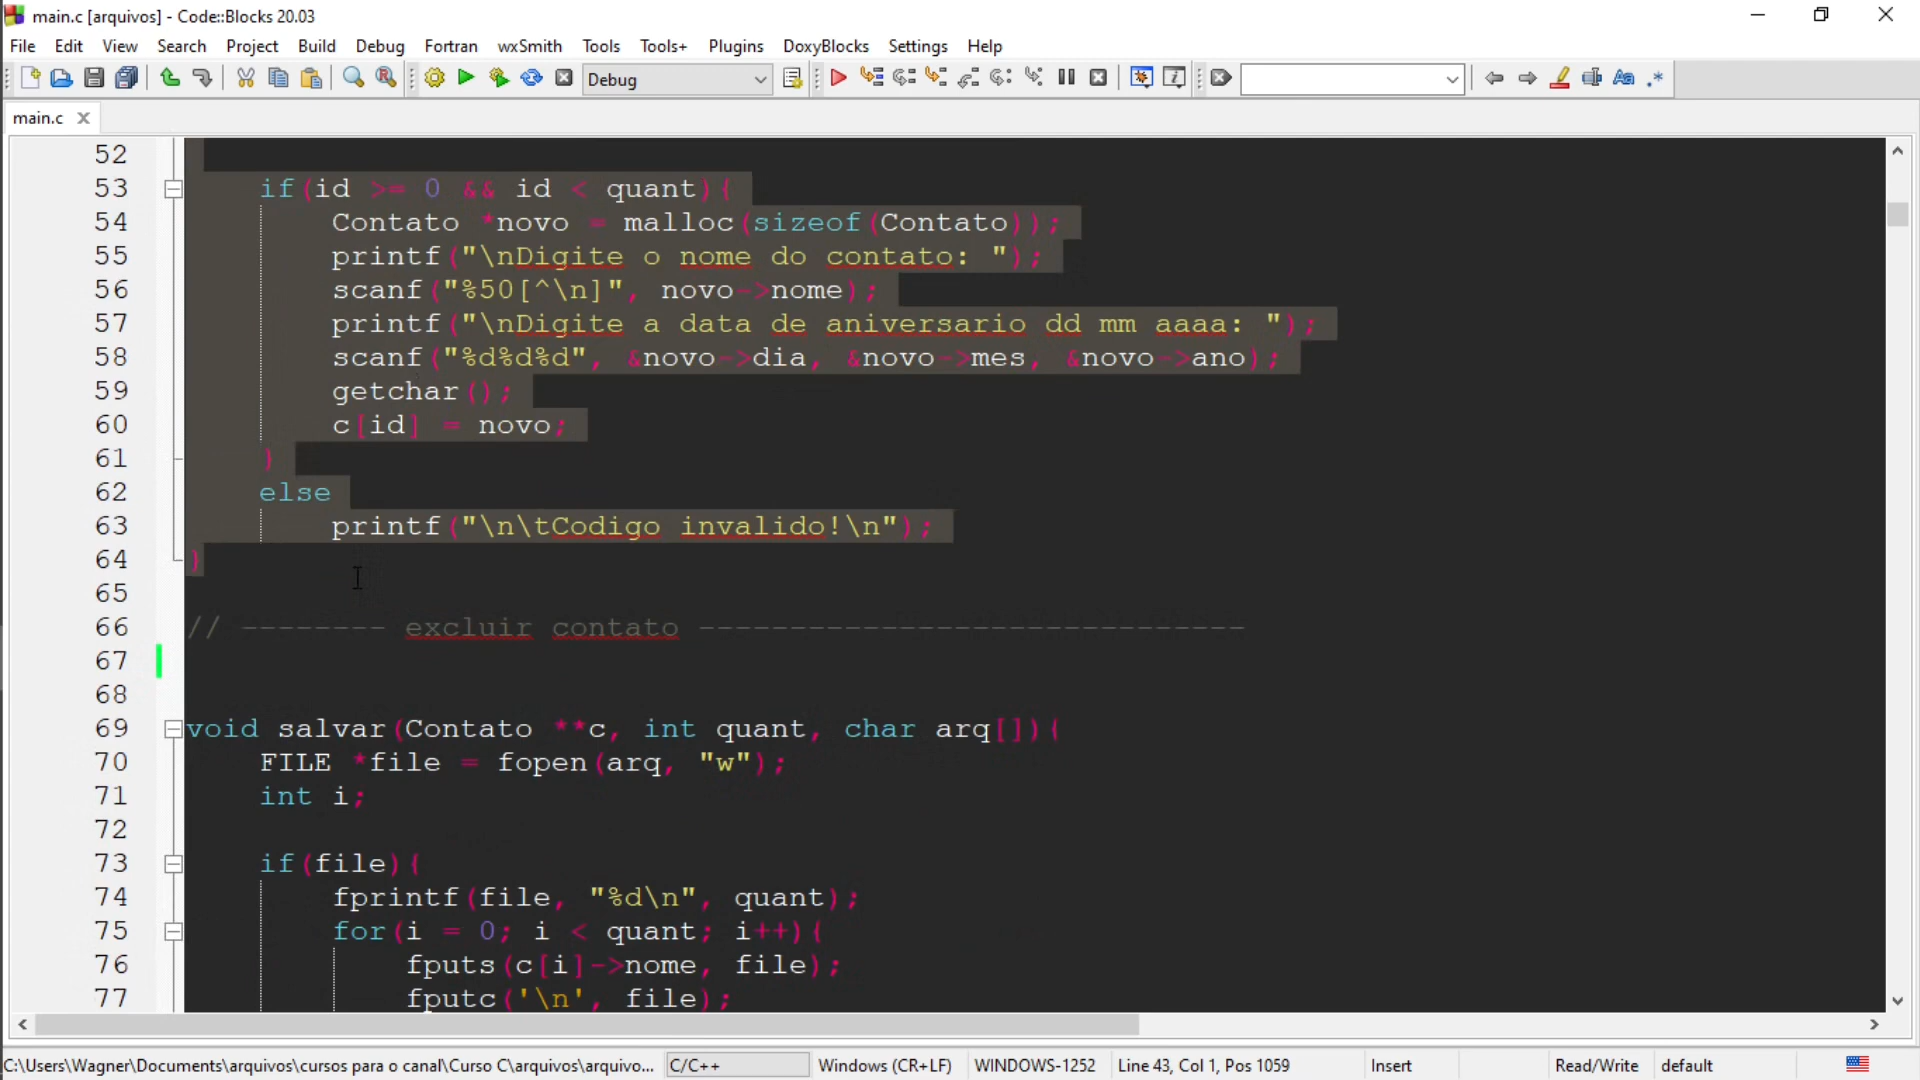 main.c [arquivos] - Code::Blocks 20.03
File Edit View Search Project Build Debug Fortran wxSmith Tools Tools+ Plugins DoxyBlocks Settings Help
Debug
main.c
52
53 if(id >= 0 && id < quant){
54 Contato *novo = malloc(sizeof(Contato));
55 printf("\nDigite o nome do contato: ");
56 scanf("%50[^\n]", novo->nome);
57 printf("\nDigite a data de aniversario dd mm aaaa: ");
58 scanf("%d%d%d", &novo->dia, &novo->mes, &novo->ano);
59 getchar();
60 c[id] = novo;
61 }
62 else
63 printf("\n\tCodigo invalido!\n");
64 }
65
66 // -------- excluir contato ------------------------------
67
68
69 void salvar(Contato **c, int quant, char arq[]){
70 FILE *file = fopen(arq, "w");
71 int i;
72
73 if(file){
74 fprintf(file, "%d\n", quant);
75 for(i = 0; i < quant; i++){
76 fputs(c[i]->nome, file);
77 fputc('\n', file);
C:\Users\Wagner\Documents\arquivos\cursos para o canal\Curso C\arquivos\arquivo... C/C++ Windows (CR+LF) WINDOWS-1252 Line 43, Col 1, Pos 1059 Insert Read/Write default